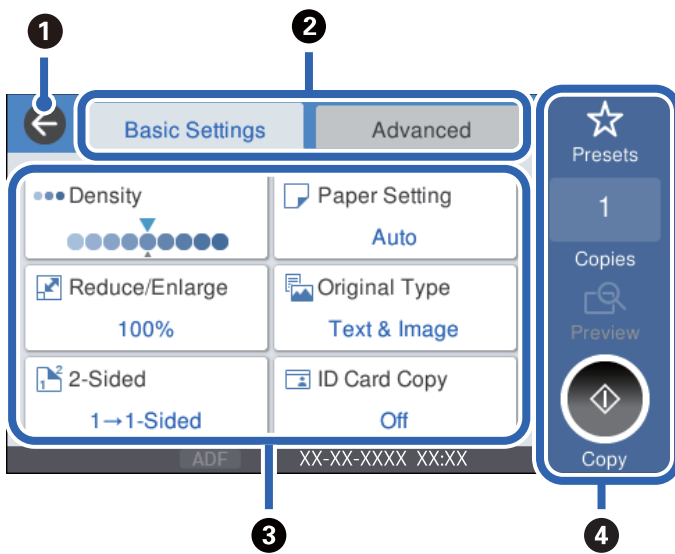 1
2
Basic Settings
Advanced
Presets
1
Copies
Preview
Copy
Density
Paper Setting
Auto
Reduce/Enlarge
100%
Original Type
Text & Image
1 2
2-Sided
1→1-Sided
ID Card Copy
Off
ADF
XX-XX-XXXX XX:XX
3
4